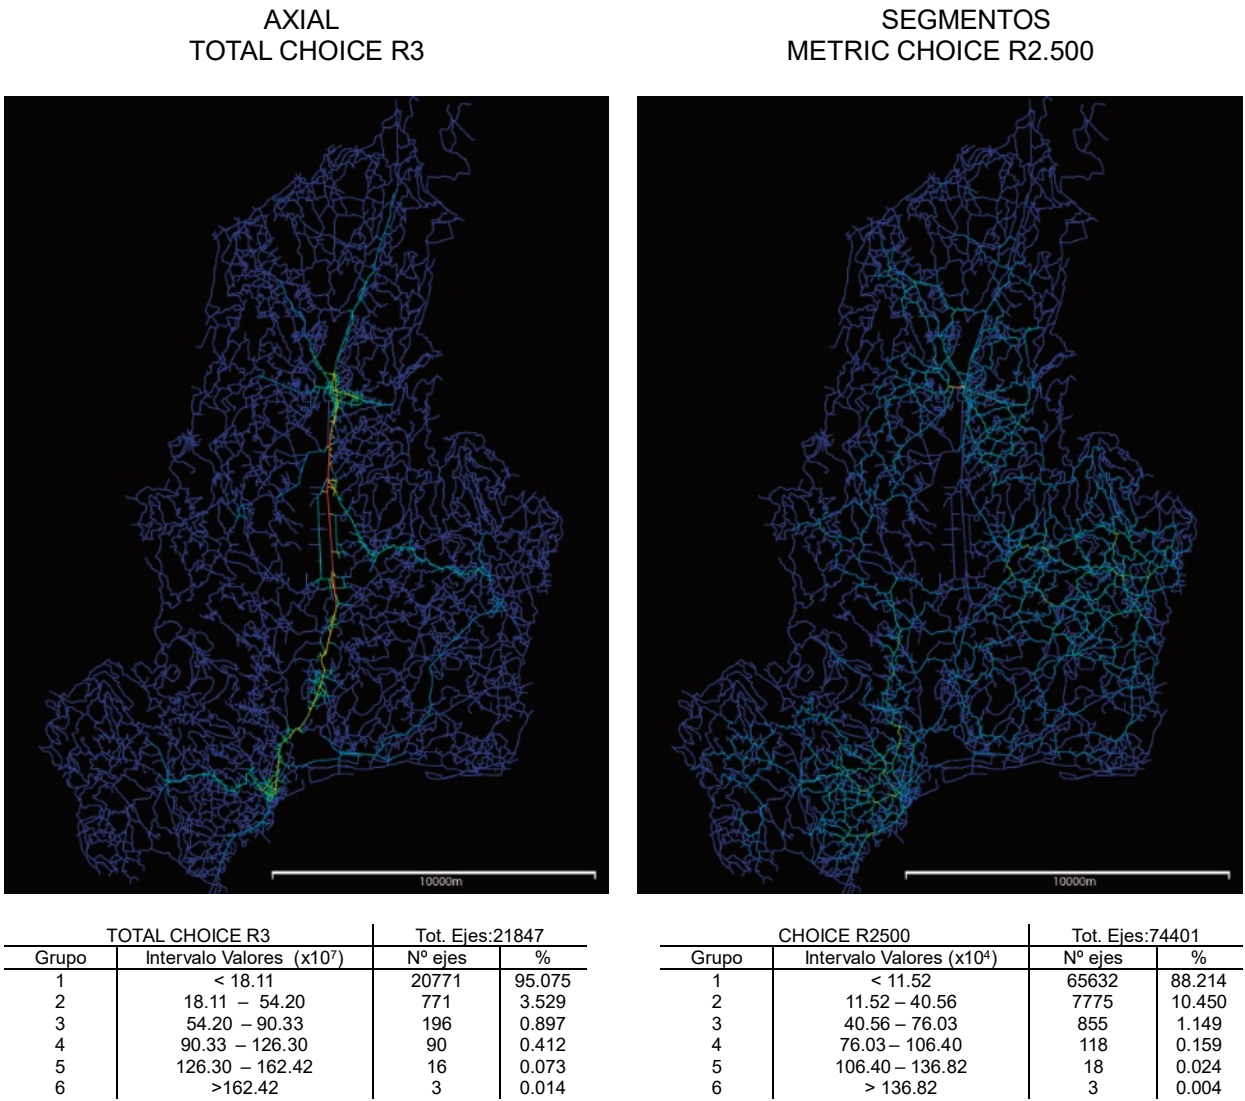 AXIAL
TOTAL CHOICE R3
SEGMENTOS
METRIC CHOICE R2.500
10000m
10000m
TOTAL CHOICE R3 Tot. Ejes:21847
Grupo Intervalo Valores (x10⁷) Nº ejes %
1 < 18.11 20771 95.075
2 18.11 – 54.20 771 3.529
3 54.20 – 90.33 196 0.897
4 90.33 – 126.30 90 0.412
5 126.30 – 162.42 16 0.073
6 >162.42 3 0.014
CHOICE R2500 Tot. Ejes:74401
Grupo Intervalo Valores (x10⁴) Nº ejes %
1 < 11.52 65632 88.214
2 11.52 – 40.56 7775 10.450
3 40.56 – 76.03 855 1.149
4 76.03 – 106.40 118 0.159
5 106.40 – 136.82 18 0.024
6 > 136.82 3 0.004